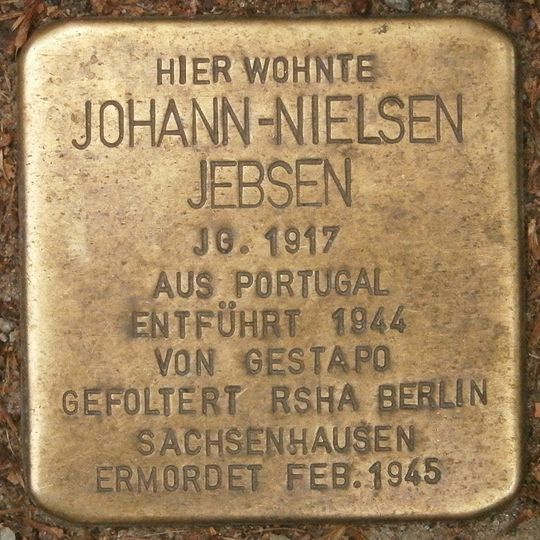 HIER WOHNTE
JOHANN-NIELSEN
JEBSEN
JG. 1917
AUS PORTUGAL
ENTFÜHRT 1944
VON GESTAPO
GEFOLTERT RSHA BERLIN
SACHSENHAUSEN
ERMORDET FEB. 1945